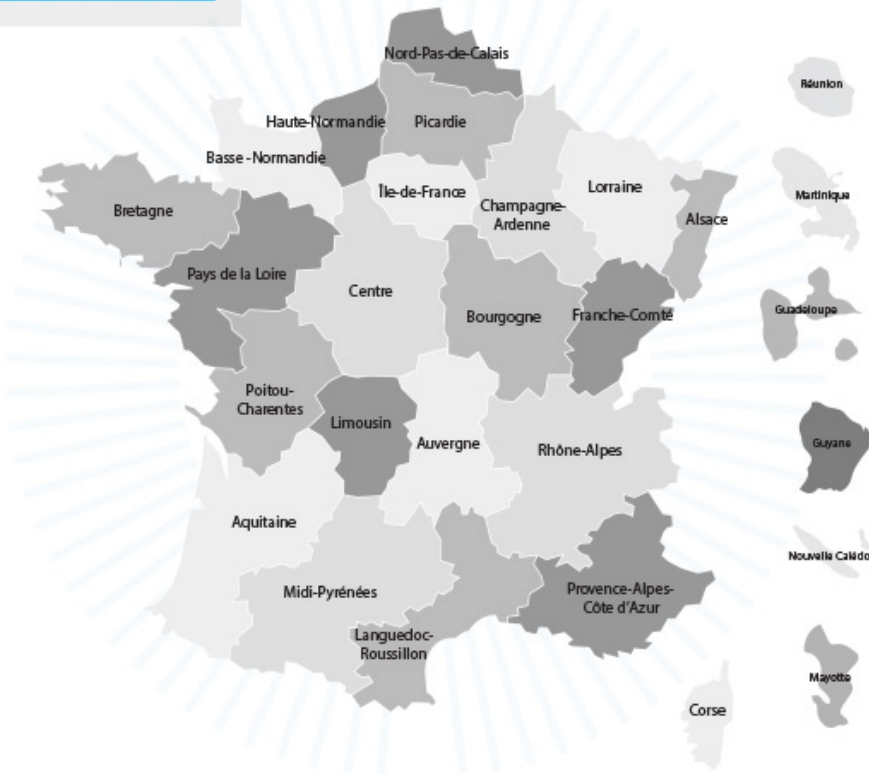 Nord-Pas-de-Calais
Réunion
Haute-Normandie
Picardie
Basse -Normandie
Île-de-France
Lorraine
Martinique
Bretagne
Champagne-
Ardenne
Alsace
Pays de la Loire
Centre
Bourgogne
Franche-Comté
Guadeloupe
Poitou-
Charentes
Limousin
Auvergne
Rhône-Alpes
Guyane
Aquitaine
Nouvelle Calédo
Midi-Pyrénées
Provence-Alpes-
Côte d'Azur
Languedoc-
Roussillon
Mayotte
Corse